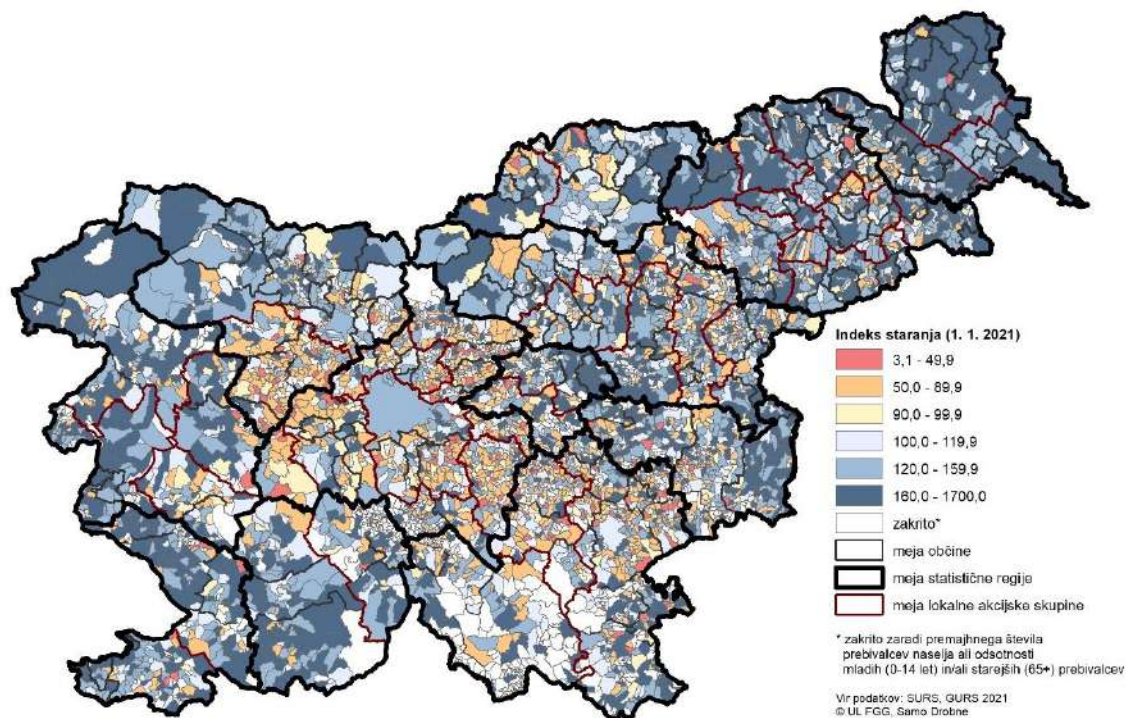 Indeks staranja (1. 1. 2021)
3,1 - 49,9
50,0 - 89,9
90,0 - 99,9
100,0 - 119,9
120,0 - 159,9
160,0 - 1700,0
zakrito*
meja občine
meja statistične regije
meja lokalne akcijske skupine
* zakrito zaradi premajhnega števila
prebivalcev naselja ali odsotnosti
mladih (0-14 let) in/ali starejših (65+) prebivalcev
Vir podatkov: SURS, GURS 2021
© UL FGG, Samo Drobne